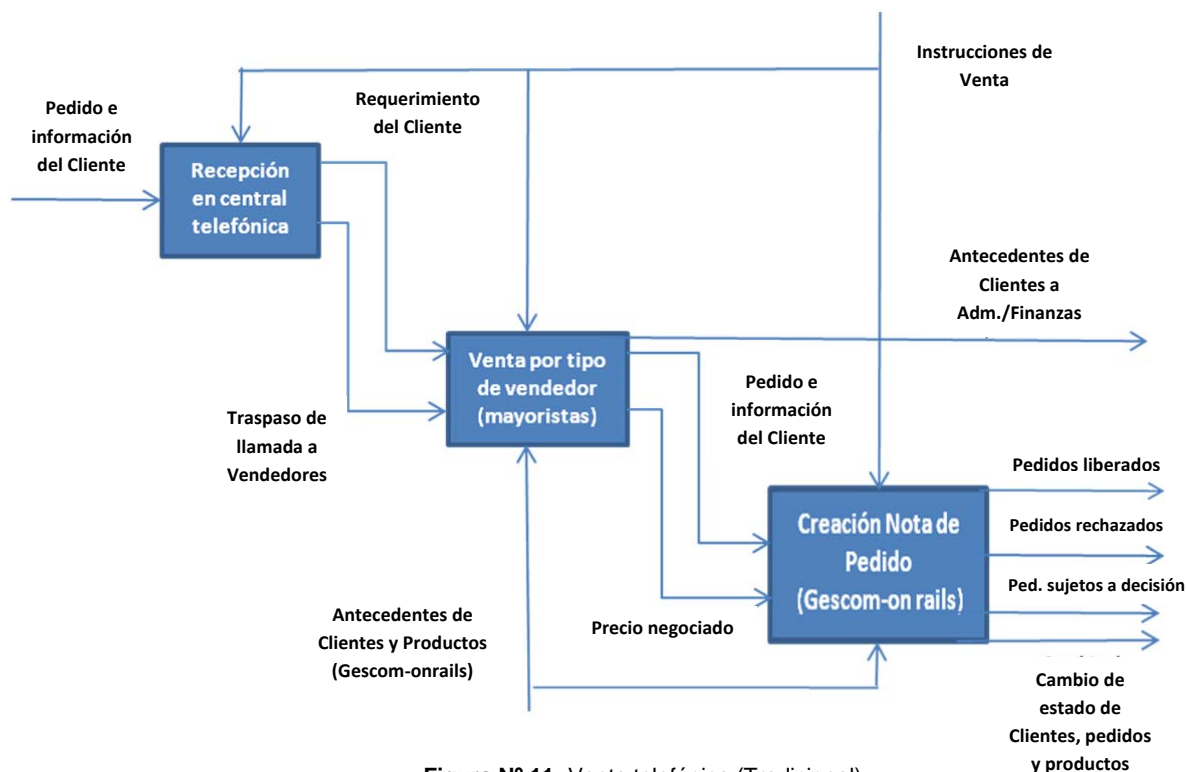 Instrucciones de
Venta
Pedido e
información
del Cliente
Requerimiento
del Cliente
Recepción
en central
telefónica
Antecedentes de
Clientes a
Adm./Finanzas
Venta por tipo
de vendedor
(mayoristas)
Pedido e
información
del Cliente
Traspaso de
llamada a
Vendedores
Pedidos liberados
Creación Nota de
Pedido
(Gescom-on rails)
Pedidos rechazados
Ped. sujetos a decisión
Antecedentes de
Clientes y Productos
(Gescom-onrails)
Precio negociado
Cambio de
estado de
Clientes, pedidos
y productos